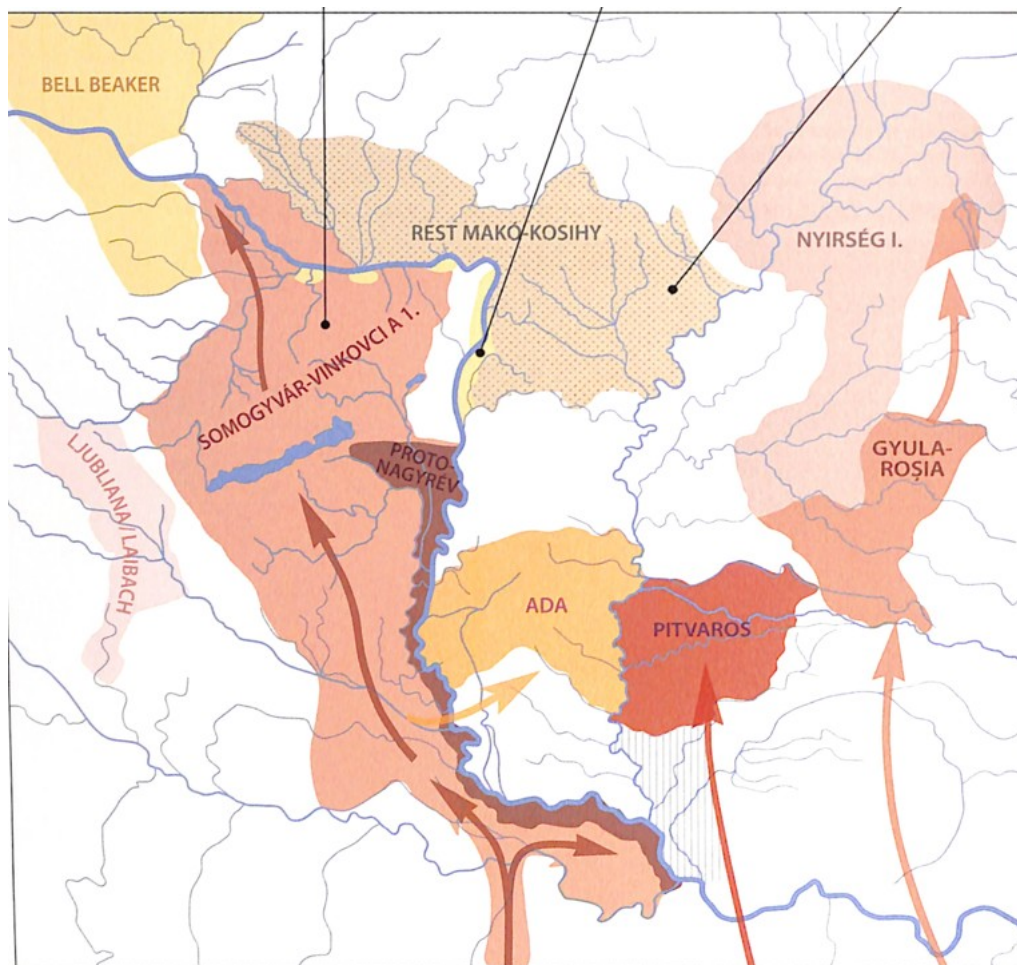 BELL BEAKER
REST MAKÓ-KOSIHY
NYIRSÉG I.
SOMOGYVÁR-VINKOVCI A 1.
LJUBLIANA/LAIBACH
PROTO-
NAGYRÉV
GYULA-
ROȘIA
ADA
PITVAROS